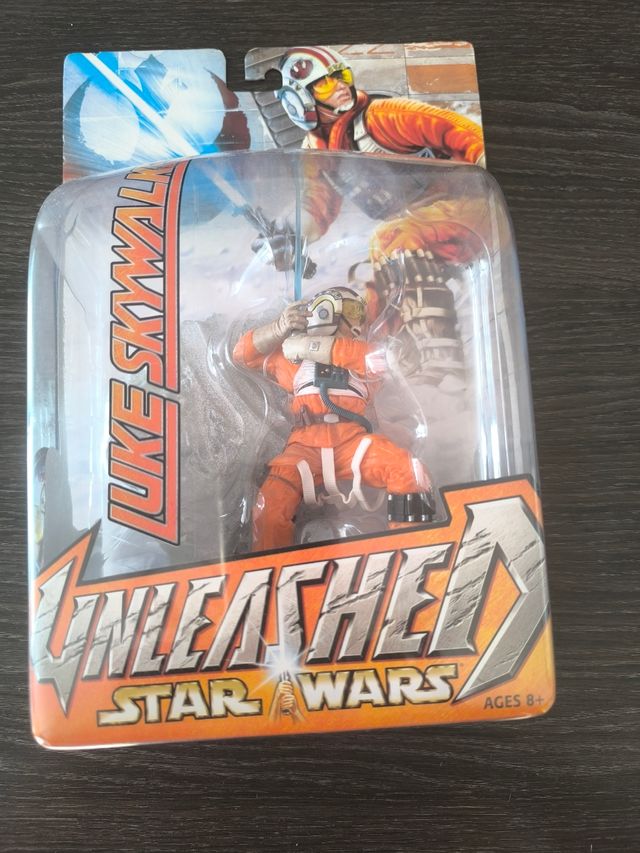 LUKE SKYWALK
UNLEASHED
STAR WARS
AGES 8+